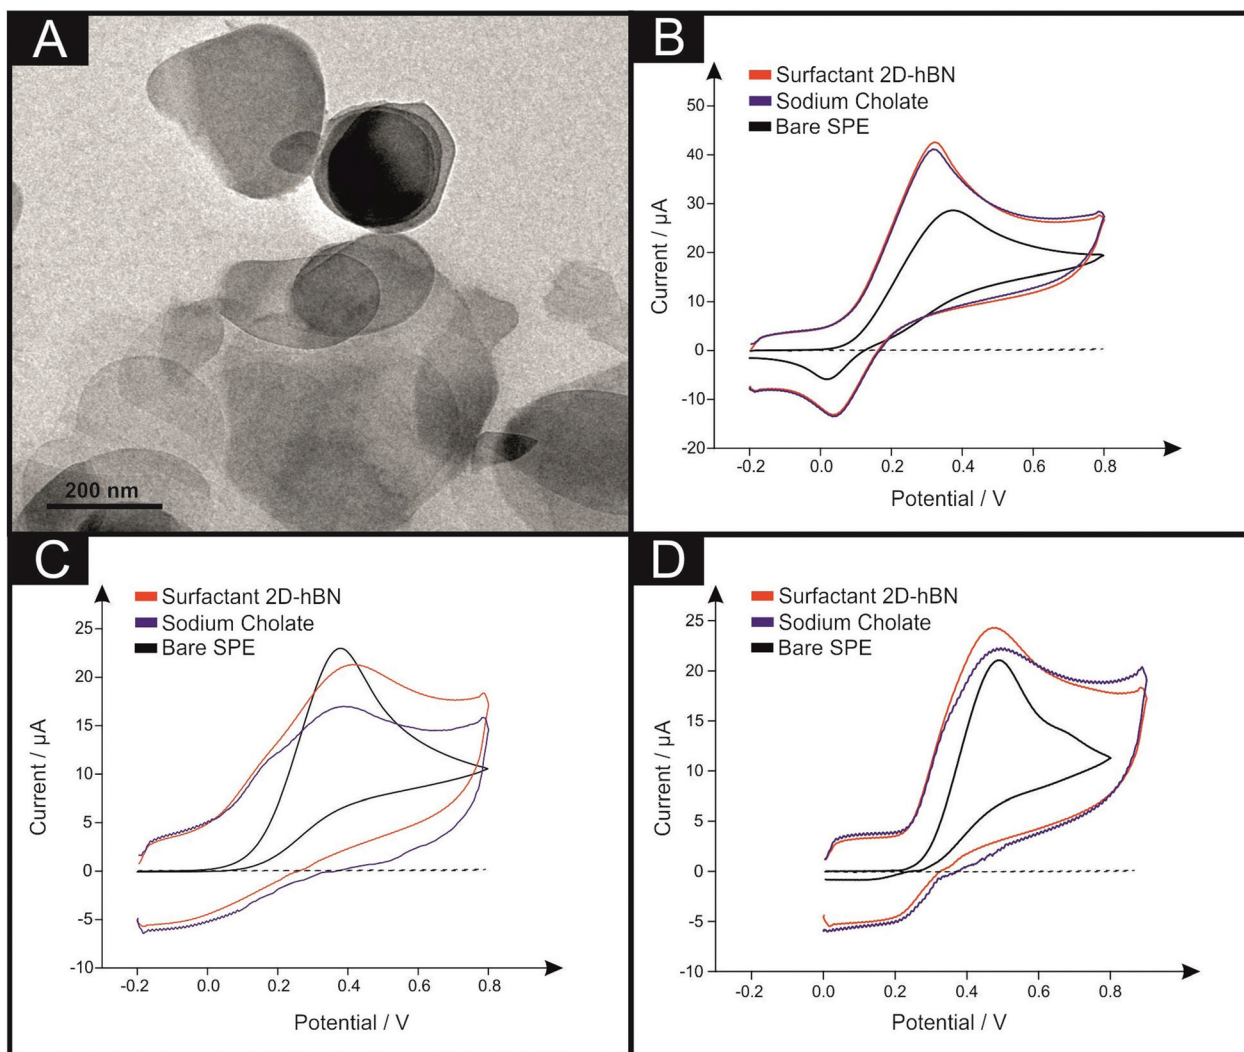 A
200 nm
B
Surfactant 2D-hBN
Sodium Cholate
Bare SPE
50
40
30
20
10
0
-10
-20
Current / µA
-0.2 0.0 0.2 0.4 0.6 0.8
Potential / V
C
Surfactant 2D-hBN
Sodium Cholate
Bare SPE
25
20
15
10
5
0
-5
-10
Current / µA
-0.2 0.0 0.2 0.4 0.6 0.8
Potential / V
D
Surfactant 2D-hBN
Sodium Cholate
Bare SPE
25
20
15
10
5
0
-5
-10
Current / µA
-0.2 0.0 0.2 0.4 0.6 0.8
Potential / V